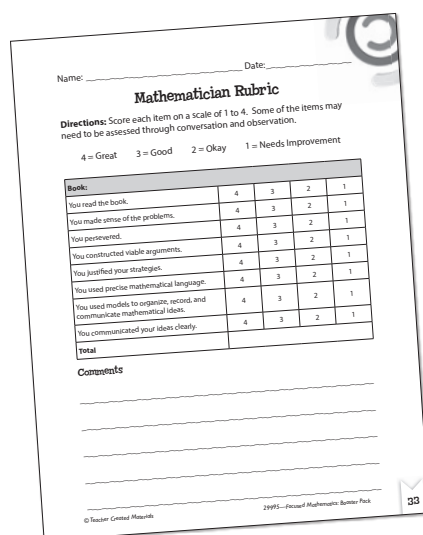 Name: ____________________ Date: ____________
Mathematician Rubric
Directions: Score each item on a scale of 1 to 4. Some of the items may
need to be assessed through conversation and observation.
4 = Great 3 = Good 2 = Okay 1 = Needs Improvement
Book:
You read the book. 4 3 2 1
You made sense of the problems. 4 3 2 1
You persevered. 4 3 2 1
You constructed viable arguments. 4 3 2 1
You justified your strategies. 4 3 2 1
You used precise mathematical language. 4 3 2 1
You used models to organize, record, and
communicate mathematical ideas. 4 3 2 1
You communicated your ideas clearly. 4 3 2 1
Total
Comments
© Teacher Created Materials 29995—Focused Mathematics: Booster Pack 33